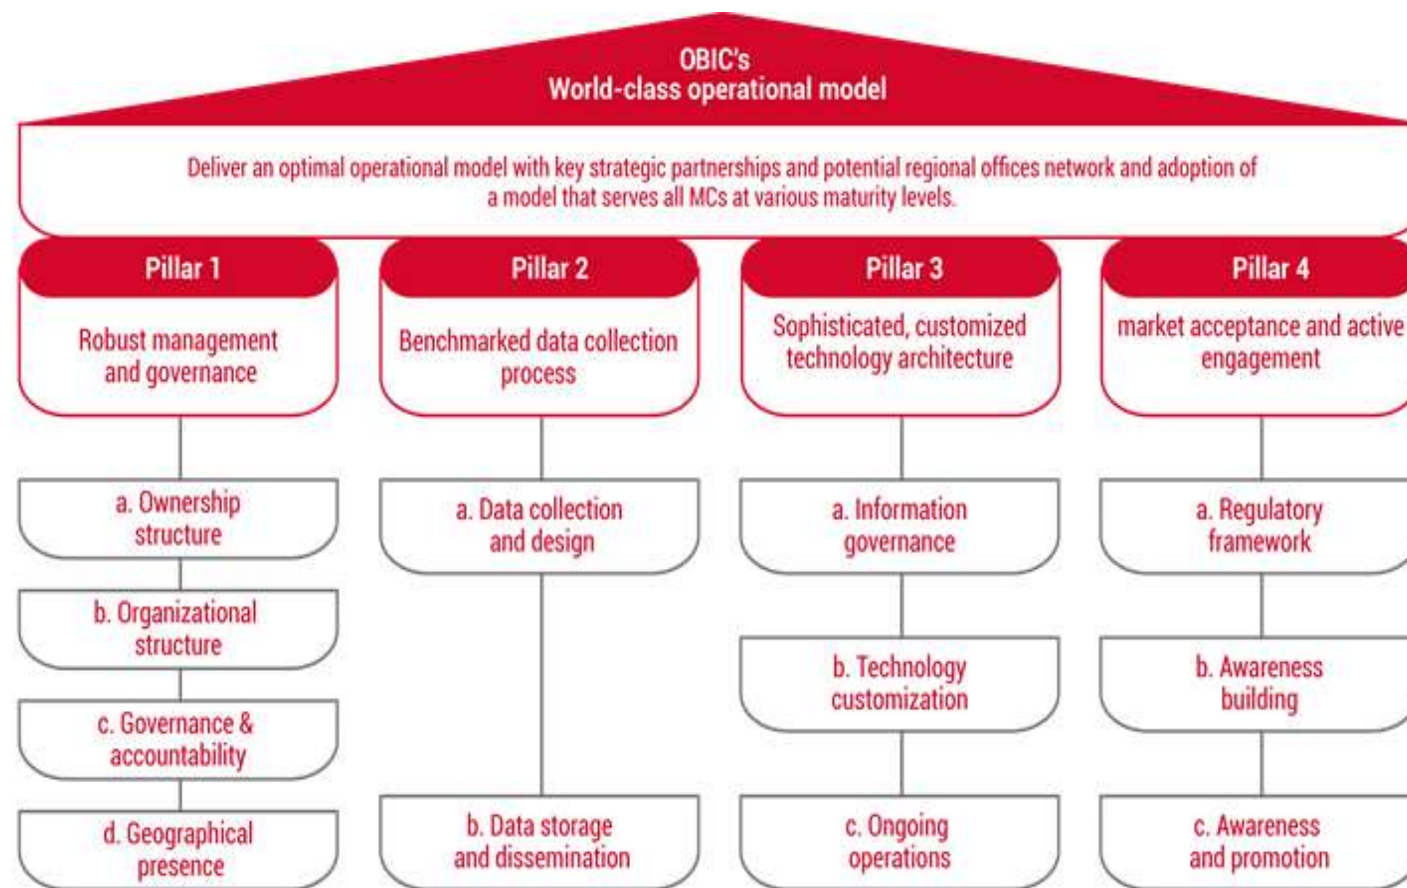 OBIC's
World-class operational model
Deliver an optimal operational model with key strategic partnerships and potential regional offices network and adoption of
a model that serves all MCs at various maturity levels.
Pillar 1
Robust management
and governance
a. Ownership
structure
b. Organizational
structure
c. Governance &
accountability
d. Geographical
presence
Pillar 2
Benchmarked data collection
process
a. Data collection
and design
b. Data storage
and dissemination
Pillar 3
Sophisticated, customized
technology architecture
a. Information
governance
b. Technology
customization
c. Ongoing
operations
Pillar 4
market acceptance and active
engagement
a. Regulatory
framework
b. Awareness
building
c. Awareness
and promotion